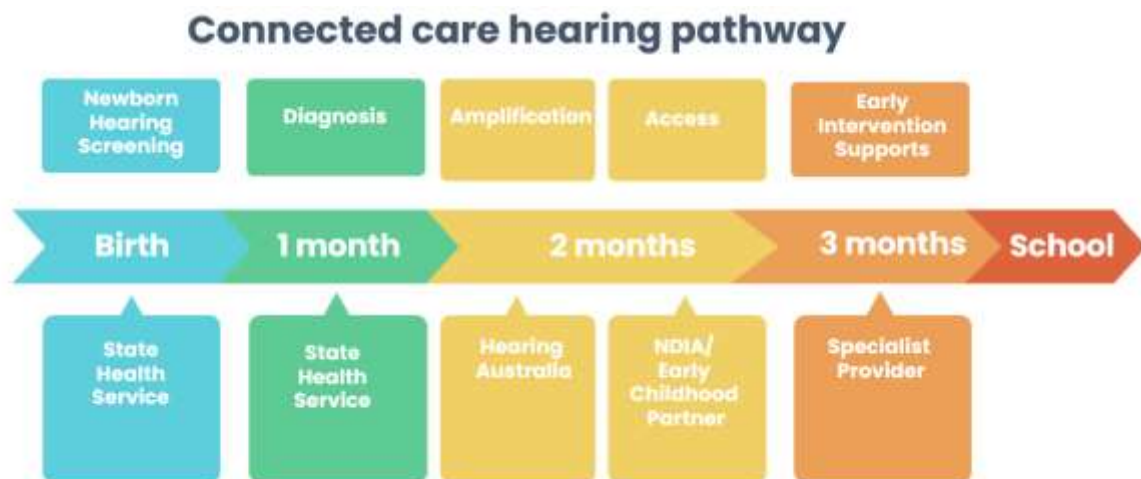 Connected care hearing pathway
Newborn
Hearing
Screening
Diagnosis
Amplification
Access
Early
Intervention
Supports
Birth
1 month
2 months
3 months
School
State
Health
Service
State
Health
Service
Hearing
Australia
NDIA/
Early
Childhood
Partner
Specialist
Provider